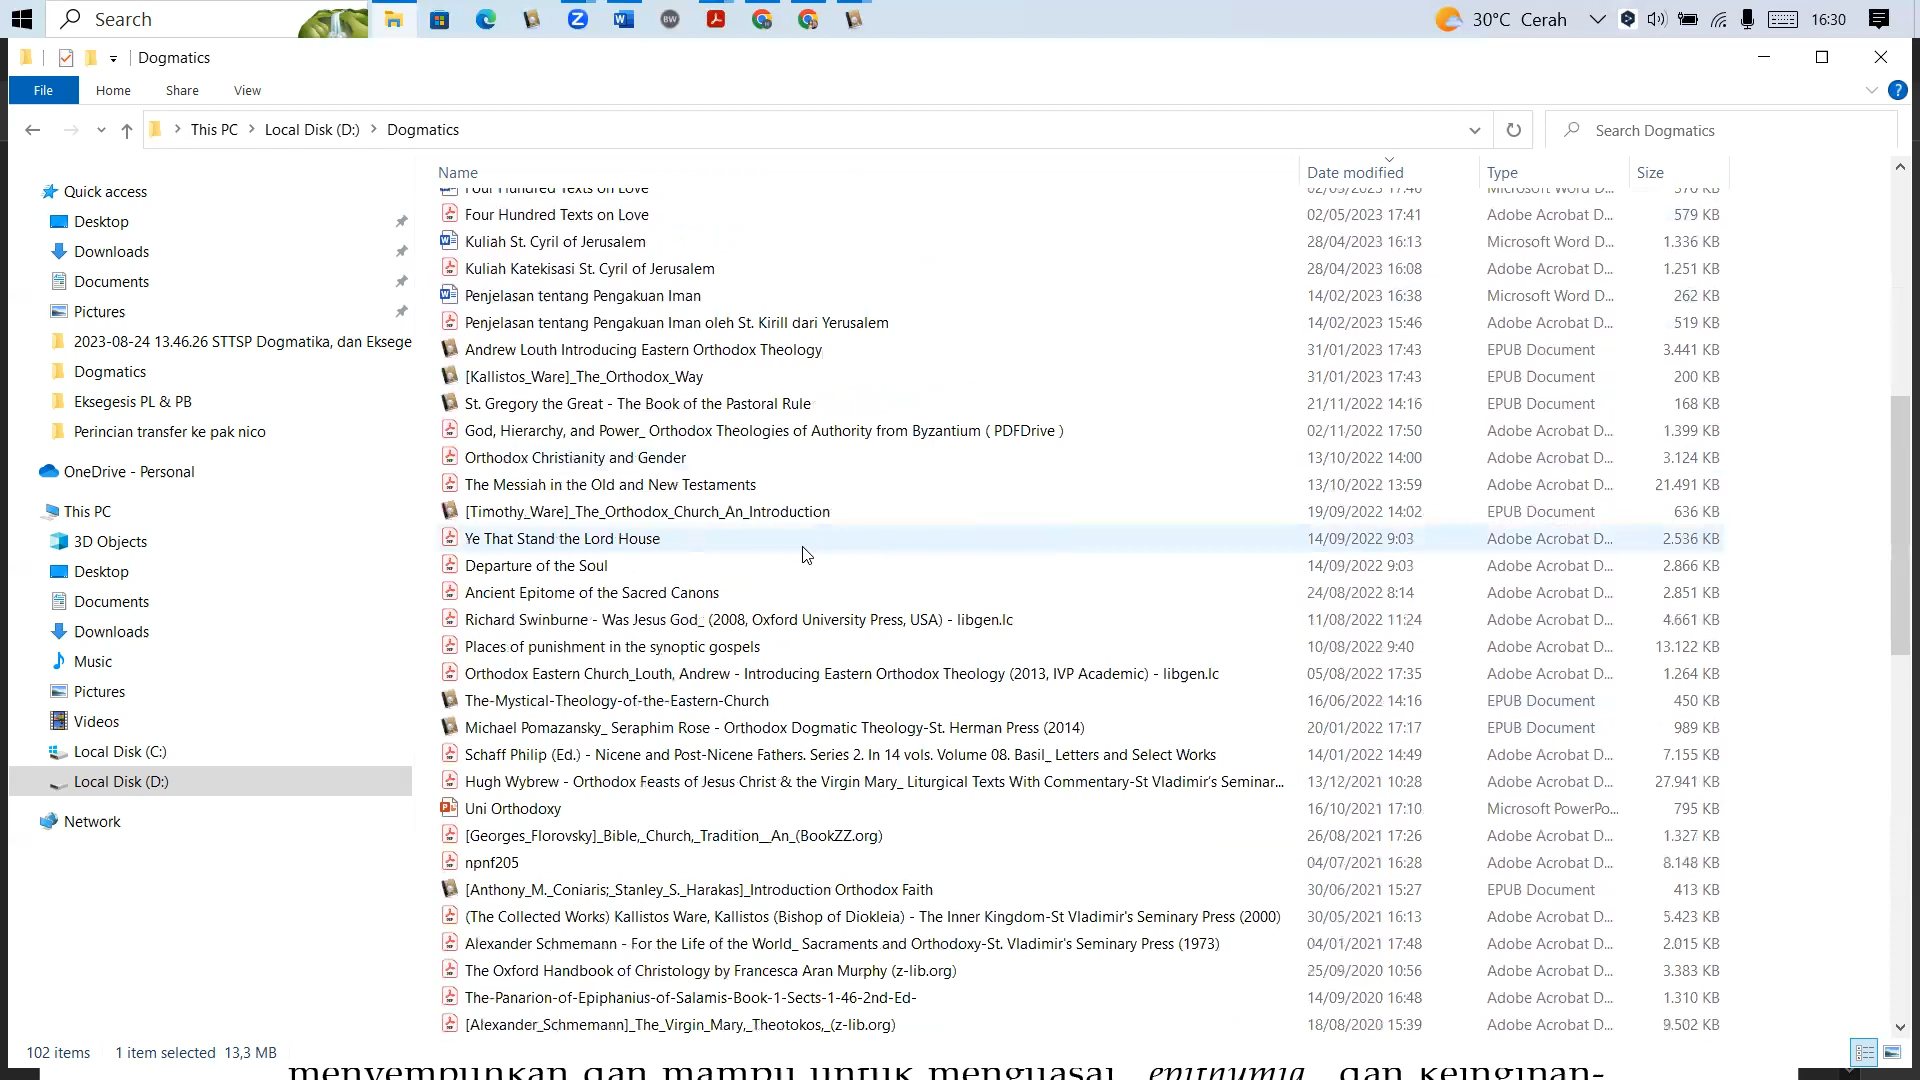 Search
30°C Cerah
16:30
Dogmatics
File Home Share View
This PC Local Disk (D:) Dogmatics
Search Dogmatics
Name Date modified Type Size
Quick access
Desktop
Downloads
Documents
Pictures
2023-08-24 13.46.26 STTSP Dogmatika, dan Eksege
Dogmatics
Eksegesis PL & PB
Perincian transfer ke pak nico
OneDrive - Personal
This PC
3D Objects
Desktop
Documents
Downloads
Music
Pictures
Videos
Local Disk (C:)
Local Disk (D:)
Network
Four Hundred Texts on Love 02/05/2023 17:46 Microsoft Word D... 370 KB
Four Hundred Texts on Love 02/05/2023 17:41 Adobe Acrobat D... 579 KB
Kuliah St. Cyril of Jerusalem 28/04/2023 16:13 Microsoft Word D... 1.336 KB
Kuliah Katekisasi St. Cyril of Jerusalem 28/04/2023 16:08 Adobe Acrobat D... 1.251 KB
Penjelasan tentang Pengakuan Iman 14/02/2023 16:38 Microsoft Word D... 262 KB
Penjelasan tentang Pengakuan Iman oleh St. Kirill dari Yerusalem 14/02/2023 15:46 Adobe Acrobat D... 519 KB
Andrew Louth Introducing Eastern Orthodox Theology 31/01/2023 17:43 EPUB Document 3.441 KB
[Kallistos_Ware]_The_Orthodox_Way 31/01/2023 17:43 EPUB Document 200 KB
St. Gregory the Great - The Book of the Pastoral Rule 21/11/2022 14:16 EPUB Document 168 KB
God, Hierarchy, and Power_ Orthodox Theologies of Authority from Byzantium ( PDFDrive ) 02/11/2022 17:50 Adobe Acrobat D... 1.399 KB
Orthodox Christianity and Gender 13/10/2022 14:00 Adobe Acrobat D... 3.124 KB
The Messiah in the Old and New Testaments 13/10/2022 13:59 Adobe Acrobat D... 21.491 KB
[Timothy_Ware]_The_Orthodox_Church_An_Introduction 19/09/2022 14:02 EPUB Document 636 KB
Ye That Stand the Lord House 14/09/2022 9:03 Adobe Acrobat D... 2.536 KB
Departure of the Soul 14/09/2022 9:03 Adobe Acrobat D... 2.866 KB
Ancient Epitome of the Sacred Canons 24/08/2022 8:14 Adobe Acrobat D... 2.851 KB
Richard Swinburne - Was Jesus God_ (2008, Oxford University Press, USA) - libgen.lc 11/08/2022 11:24 Adobe Acrobat D... 4.661 KB
Places of punishment in the synoptic gospels 10/08/2022 9:40 Adobe Acrobat D... 13.122 KB
Orthodox Eastern Church_Louth, Andrew - Introducing Eastern Orthodox Theology (2013, IVP Academic) - libgen.lc 05/08/2022 17:35 Adobe Acrobat D... 1.264 KB
The-Mystical-Theology-of-the-Eastern-Church 16/06/2022 14:16 EPUB Document 450 KB
Michael Pomazansky_ Seraphim Rose - Orthodox Dogmatic Theology-St. Herman Press (2014) 20/01/2022 17:17 EPUB Document 989 KB
Schaff Philip (Ed.) - Nicene and Post-Nicene Fathers. Series 2. In 14 vols. Volume 08. Basil_ Letters and Select Works 14/01/2022 14:49 Adobe Acrobat D... 7.155 KB
Hugh Wybrew - Orthodox Feasts of Jesus Christ & the Virgin Mary_ Liturgical Texts With Commentary-St Vladimir's Seminar... 13/12/2021 10:28 Adobe Acrobat D... 27.941 KB
Uni Orthodoxy 16/10/2021 17:10 Microsoft PowerPo... 795 KB
[Georges_Florovsky]_Bible,_Church,_Tradition__An_(BookZZ.org) 26/08/2021 17:26 Adobe Acrobat D... 1.327 KB
npnf205 04/07/2021 16:28 Adobe Acrobat D... 8.148 KB
[Anthony_M._Coniaris;_Stanley_S._Harakas]_Introduction Orthodox Faith 30/06/2021 15:27 EPUB Document 413 KB
(The Collected Works) Kallistos Ware, Kallistos (Bishop of Diokleia) - The Inner Kingdom-St Vladimir's Seminary Press (2000) 30/05/2021 16:13 Adobe Acrobat D... 5.423 KB
Alexander Schmemann - For the Life of the World_ Sacraments and Orthodoxy-St. Vladimir's Seminary Press (1973) 04/01/2021 17:48 Adobe Acrobat D... 2.015 KB
The Oxford Handbook of Christology by Francesca Aran Murphy (z-lib.org) 25/09/2020 10:56 Adobe Acrobat D... 3.383 KB
The-Panarion-of-Epiphanius-of-Salamis-Book-1-Sects-1-46-2nd-Ed- 14/09/2020 16:48 Adobe Acrobat D... 1.310 KB
[Alexander_Schmemann]_The_Virgin_Mary,_Theotokos,_(z-lib.org) 18/08/2020 15:39 Adobe Acrobat D... 9.502 KB
102 items 1 item selected 13,3 MB
menyembuhkan dan mampu untuk menguasai epithumia dan keinginan-